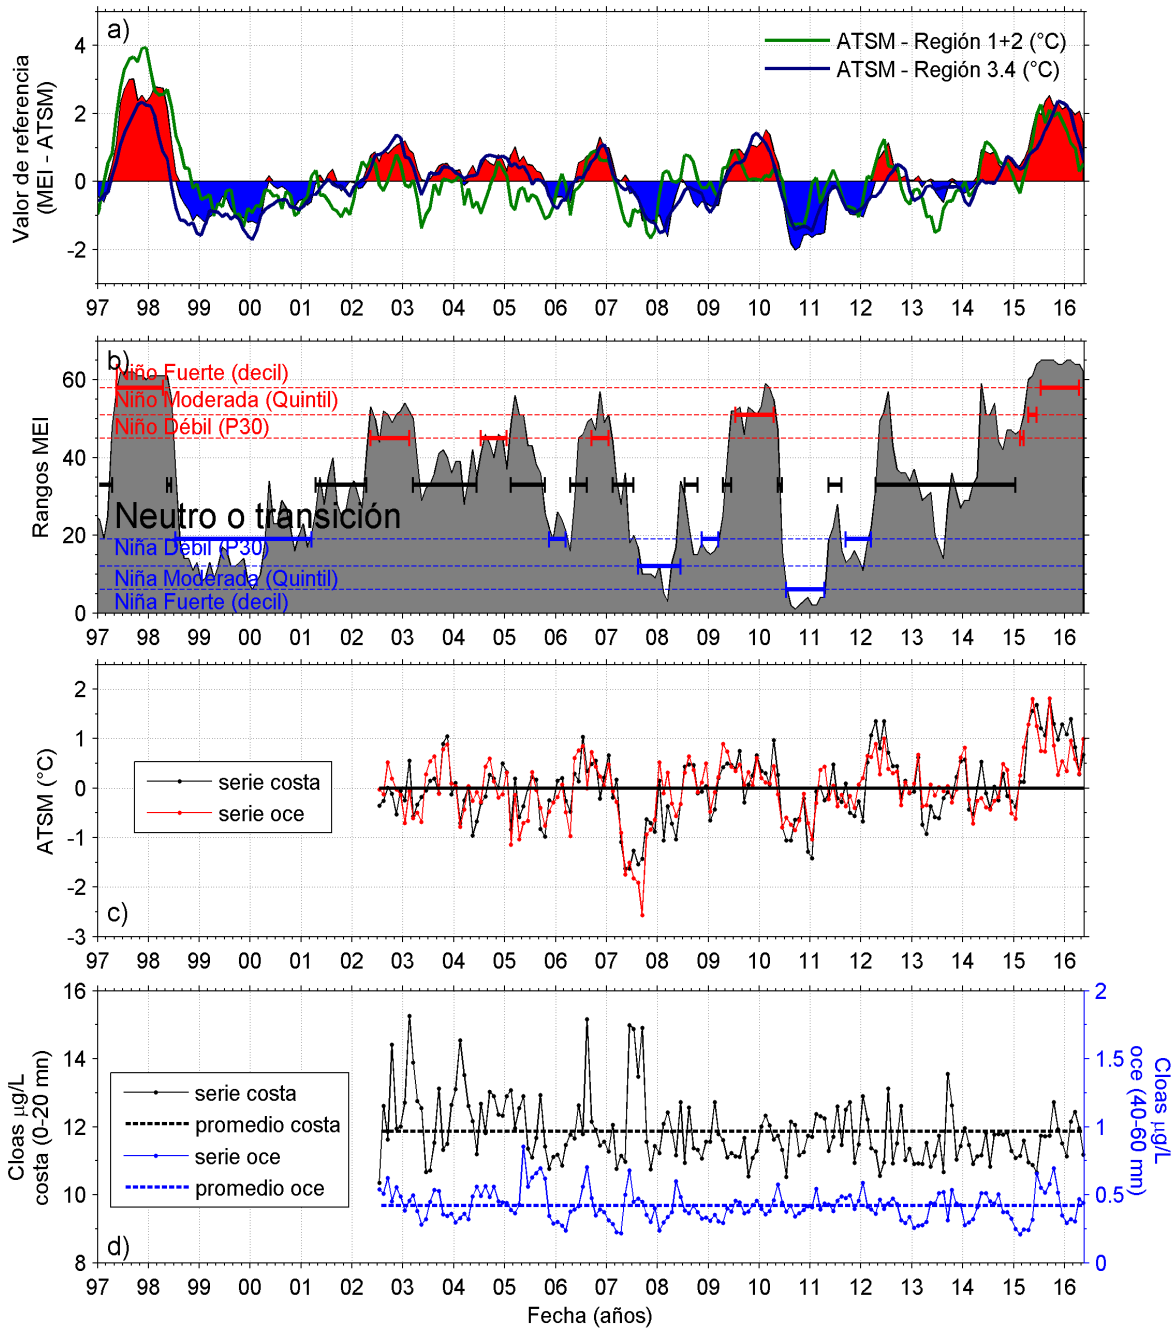 a)
ATSM - Región 1+2 (°C)
ATSM - Región 3.4 (°C)
Valor de referencia
(MEI - ATSM)
4
2
0
-2
97 98 99 00 01 02 03 04 05 06 07 08 09 10 11 12 13 14 15 16
b)
Niño Fuerte (decil)
Niño Moderada (Quintil)
Niño Débil (P30)
Neutro o transición
Niña Débil (P30)
Niña Moderada (Quintil)
Niña Fuerte (decil)
Rangos MEI
60
40
20
0
97 98 99 00 01 02 03 04 05 06 07 08 09 10 11 12 13 14 15 16
ATSM (°C)
2
1
0
-1
-2
-3
serie costa
serie oce
c)
97 98 99 00 01 02 03 04 05 06 07 08 09 10 11 12 13 14 15 16
Cloas µg/L
costa (0-20 mn)
16
14
12
10
8
serie costa
promedio costa
serie oce
promedio oce
d)
2
1.5
1
0.5
0
Cloas µg/L
oce (40-60 mn)
97 98 99 00 01 02 03 04 05 06 07 08 09 10 11 12 13 14 15 16
Fecha (años)